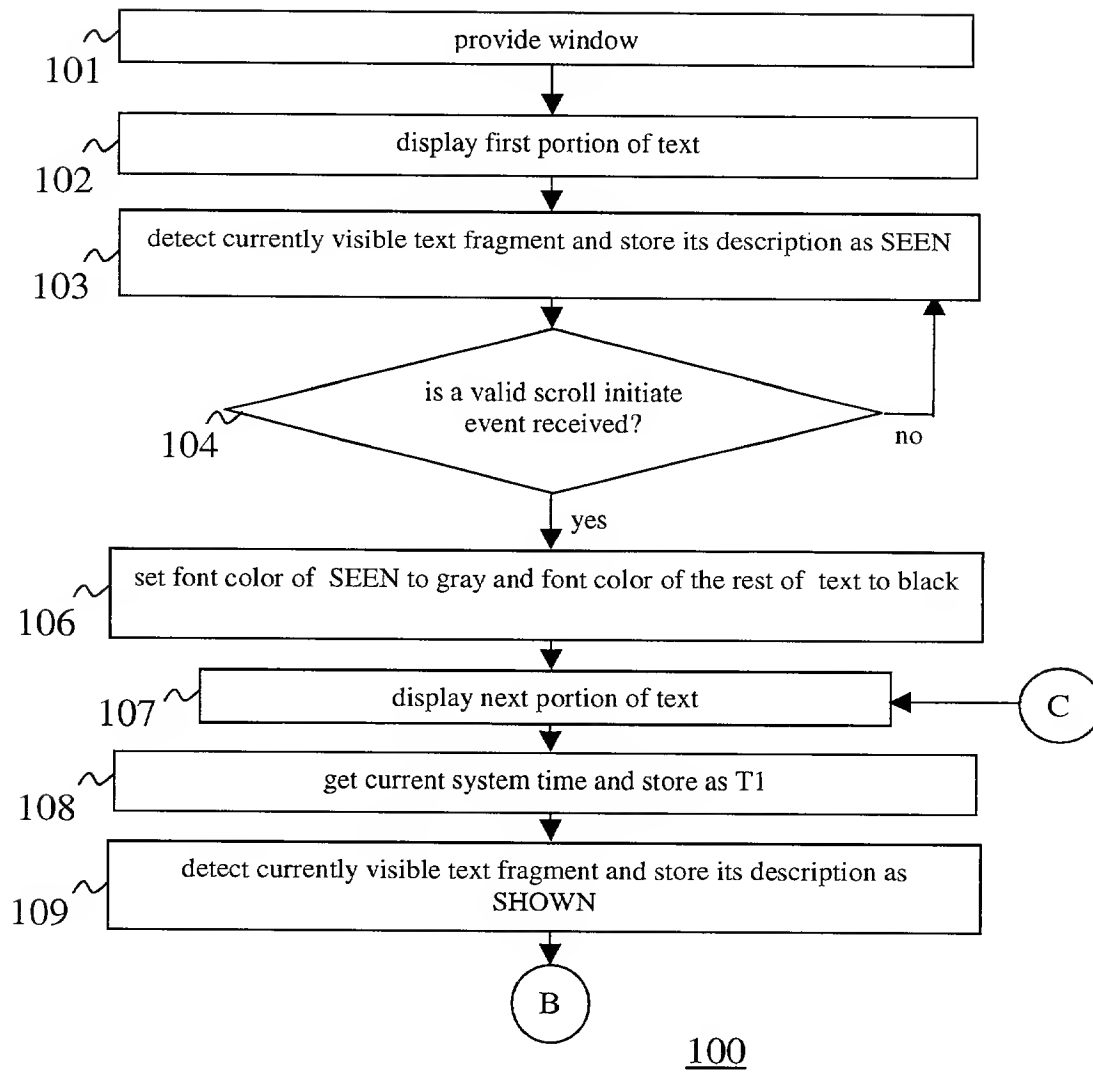 provide window
101
display first portion of text
102
detect currently visible text fragment and store its description as SEEN
103
is a valid scroll initiate
event received?
104
no
yes
set font color of SEEN to gray and font color of the rest of text to black
106
display next portion of text
107
C
get current system time and store as T1
108
detect currently visible text fragment and store its description as
SHOWN
109
B
100